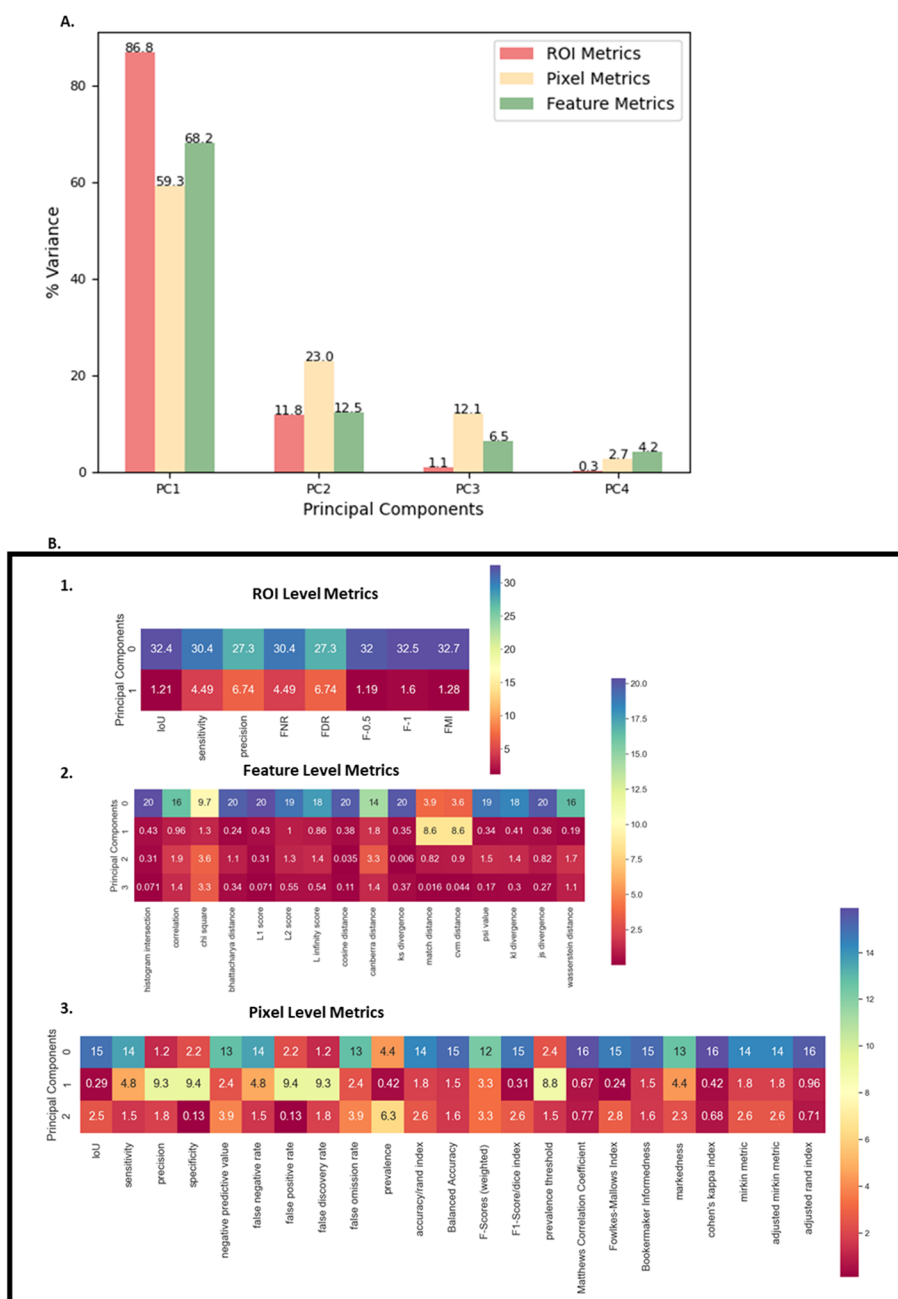 A.
86.8
59.3
68.2
11.8
23.0
12.5
1.1
12.1
6.5
0.3
2.7
4.2
ROI Metrics
Pixel Metrics
Feature Metrics
80
60
40
20
0
% Variance
PC1 PC2 PC3 PC4
Principal Components
B.
1.
ROI Level Metrics
Principal Components
0 32.4 30.4 27.3 30.4 27.3 32 32.5 32.7
1 1.21 4.49 6.74 4.49 6.74 1.19 1.6 1.28
IoU sensitivity precision FNR FDR F-0.5 F-1 FMI
30
25
20
15
10
5
2.
Feature Level Metrics
Principal Components
0 20 16 9.7 20 20 19 18 20 14 20 3.9 3.6 19 18 20 16
1 0.43 0.96 1.3 0.24 0.43 1 0.86 0.38 1.8 0.35 8.6 8.6 0.34 0.41 0.36 0.19
2 0.31 1.9 3.6 1.1 0.31 1.3 1.4 0.035 3.3 0.006 0.82 0.9 1.5 1.4 0.82 1.7
3 0.071 1.4 3.3 0.34 0.071 0.55 0.54 0.11 1.4 0.37 0.016 0.044 0.17 0.3 0.27 1.1
histogram intersection
correlation
chi square
bhattacharya distance
L1 score
L2 score
L infinity score
cosine distance
canberra distance
ks divergence
match distance
cvm distance
psi value
kl divergence
js divergence
wasserstein distance
20.0
17.5
15.0
12.5
10.0
7.5
5.0
2.5
3.
Pixel Level Metrics
Principal Components
0 15 14 1.2 2.2 13 14 2.2 1.2 13 4.4 14 15 12 15 2.4 16 15 15 13 16 14 14 16
1 0.29 4.8 9.3 9.4 2.4 4.8 9.4 9.3 2.4 0.42 1.8 1.5 3.3 0.31 8.8 0.67 0.24 1.5 4.4 0.42 1.8 1.8 0.96
2 2.5 1.5 1.8 0.13 3.9 1.5 0.13 1.8 3.9 6.3 2.6 1.6 3.3 2.6 1.5 0.77 2.8 1.6 2.3 0.68 2.6 2.6 0.71
IoU
sensitivity
precision
specificity
negative predictive value
false negative rate
false positive rate
false discovery rate
false omission rate
prevalence
accuracy/rand index
Balanced Accuracy
F-Scores (weighted)
F1-Score/dice index
prevalence threshold
Matthews Correlation Coefficient
Fowlkes-Mallows Index
Bookermaker Informedness
markedness
cohen's kappa index
mirkin metric
adjusted mirkin metric
adjusted rand index
14
12
10
8
6
4
2